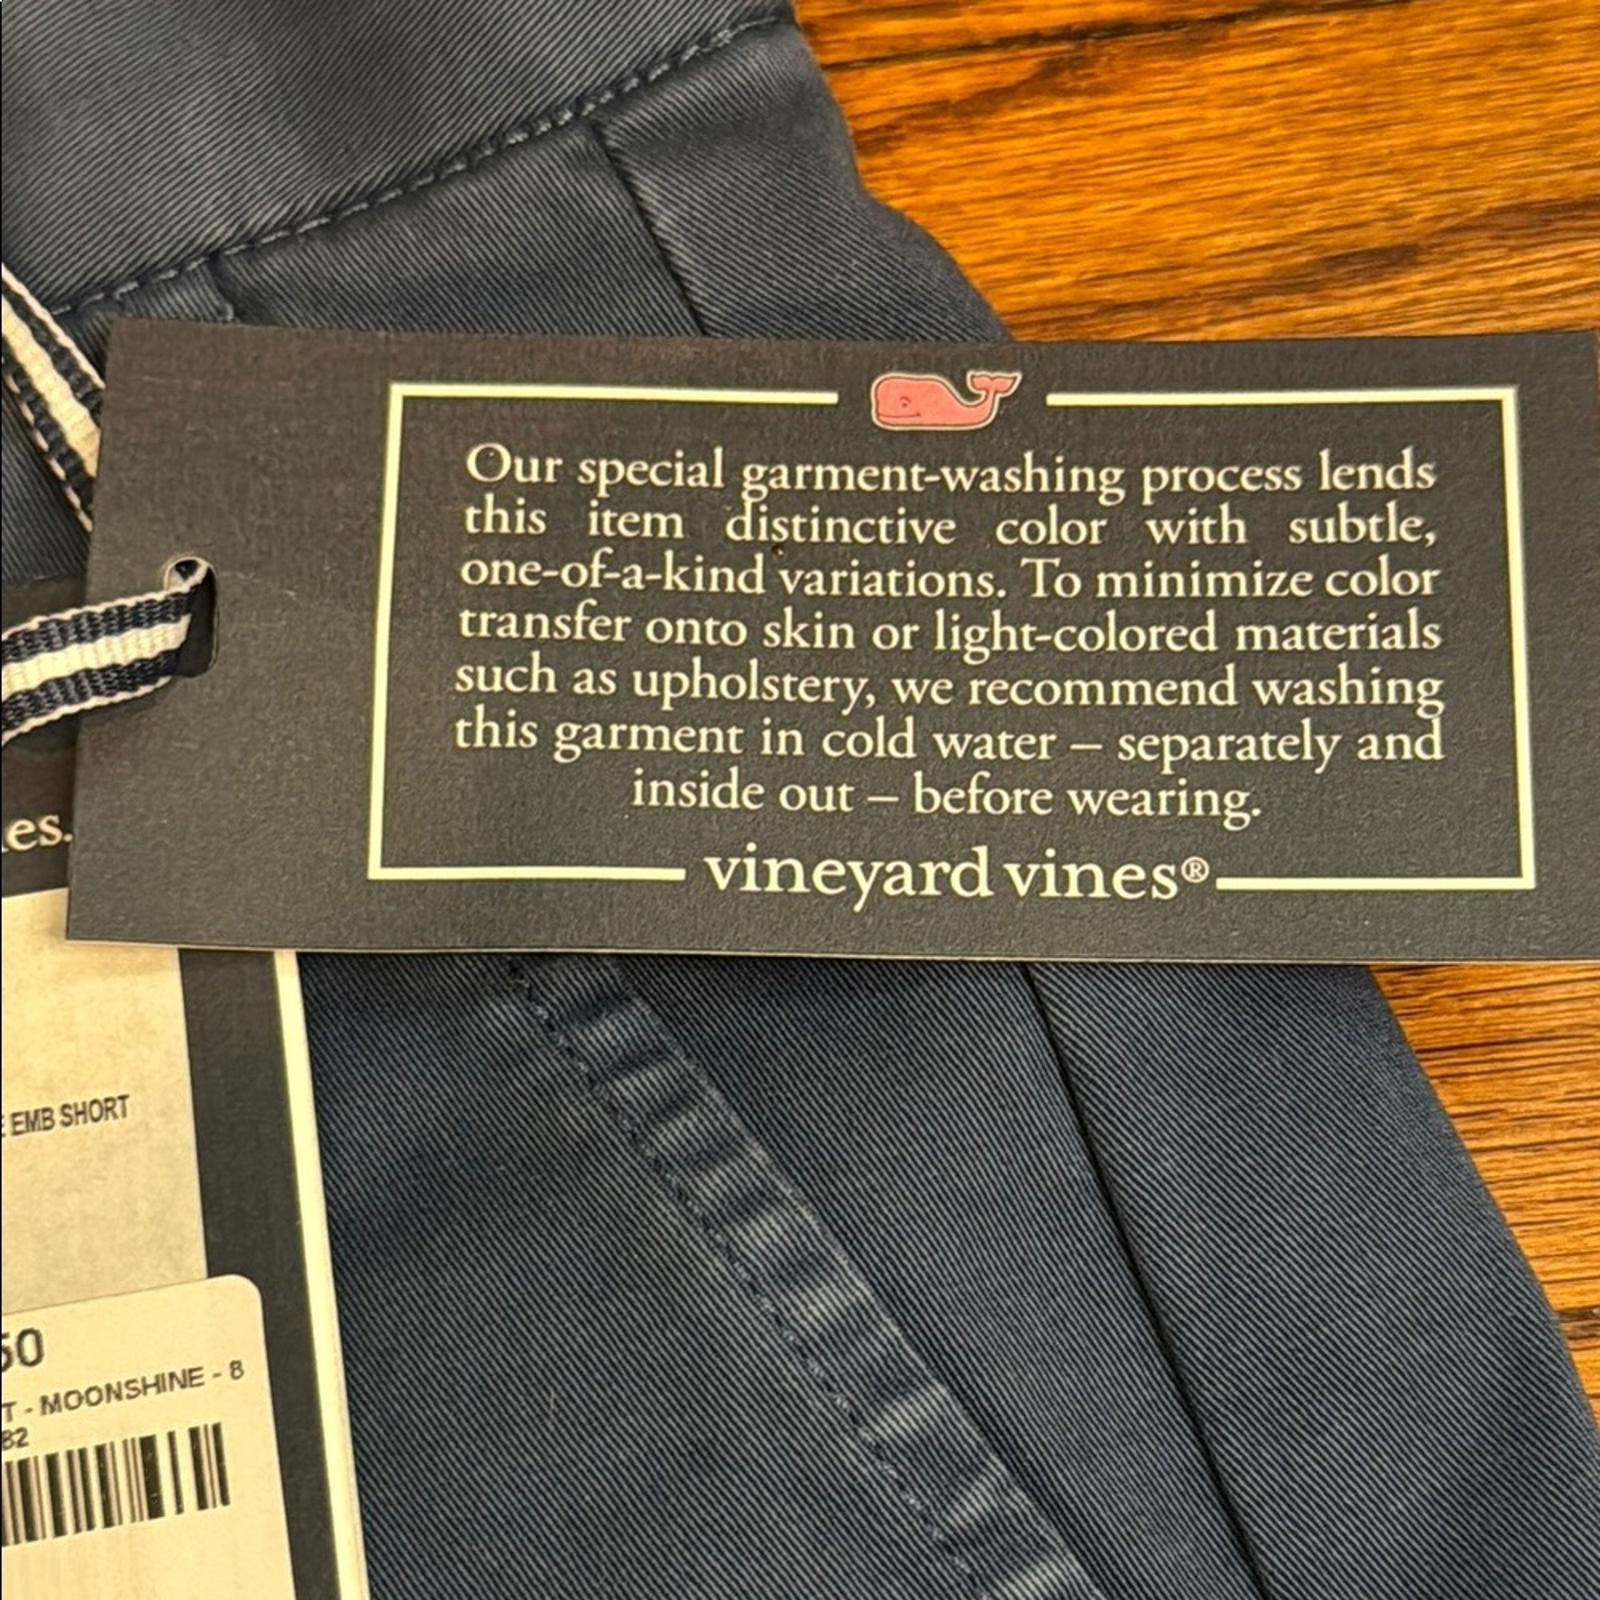 Our special garment-washing process lends
this item distinctive color with subtle,
one-of-a-kind variations. To minimize color
transfer onto skin or light-colored materials
such as upholstery, we recommend washing
this garment in cold water – separately and
inside out – before wearing.
vineyard vines®
es.
E EMB SHORT
50
T - MOONSHINE - 8
82